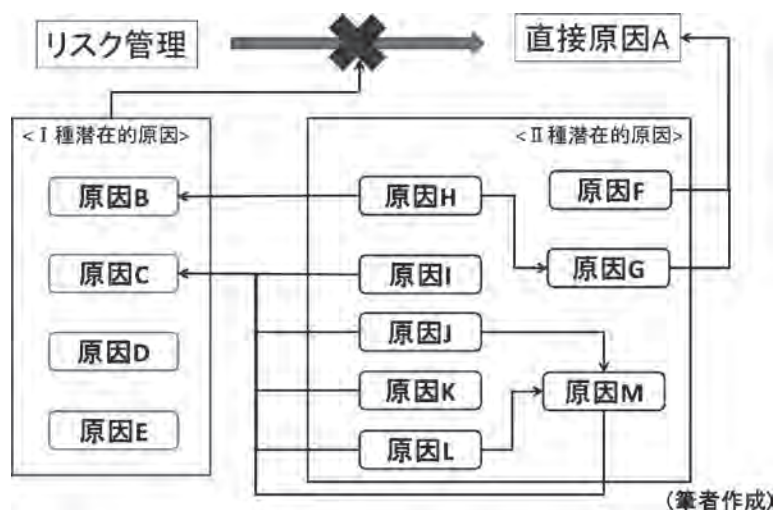 リスク管理
直接原因A
<Ⅰ種潜在的原因>
原因B
原因C
原因D
原因E
<Ⅱ種潜在的原因>
原因H
原因F
原因I
原因G
原因J
原因K
原因M
原因L
(筆者作成)